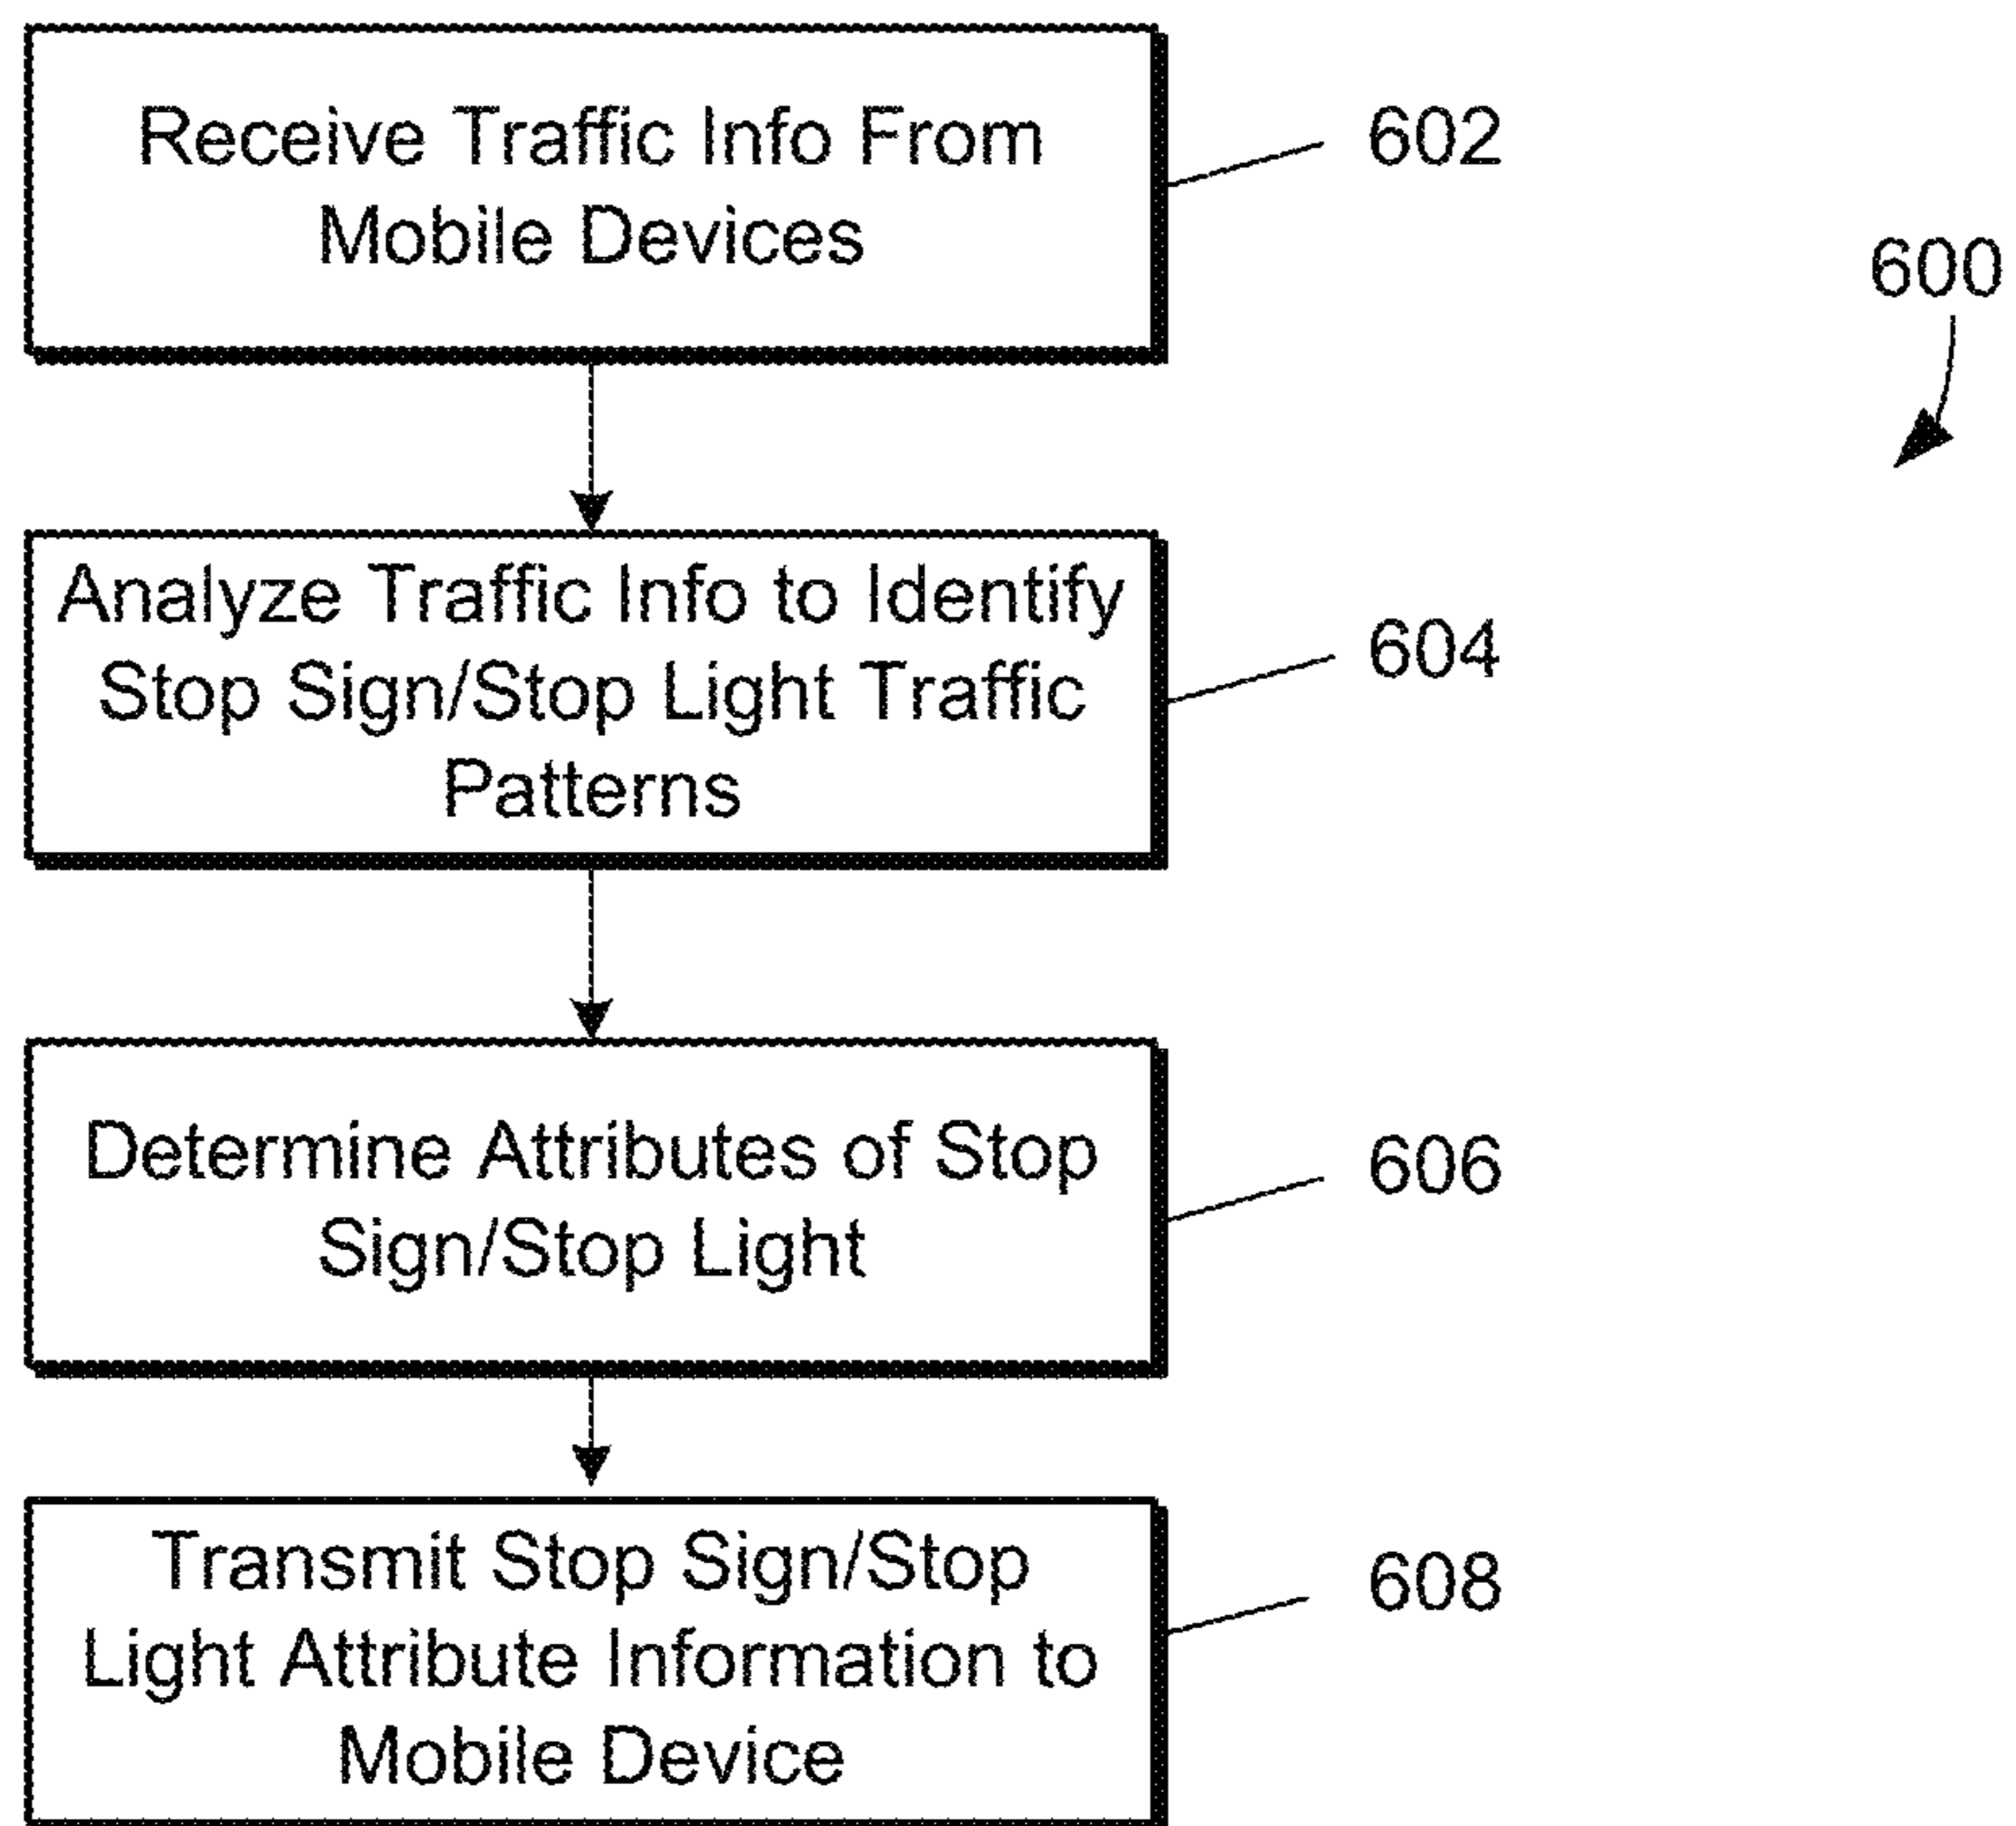 Receive Traffic Info From
Mobile Devices
602
600
Analyze Traffic Info to Identify
Stop Sign/Stop Light Traffic
Patterns
604
Determine Attributes of Stop
Sign/Stop Light
606
Transmit Stop Sign/Stop
Light Attribute Information to
Mobile Device
608